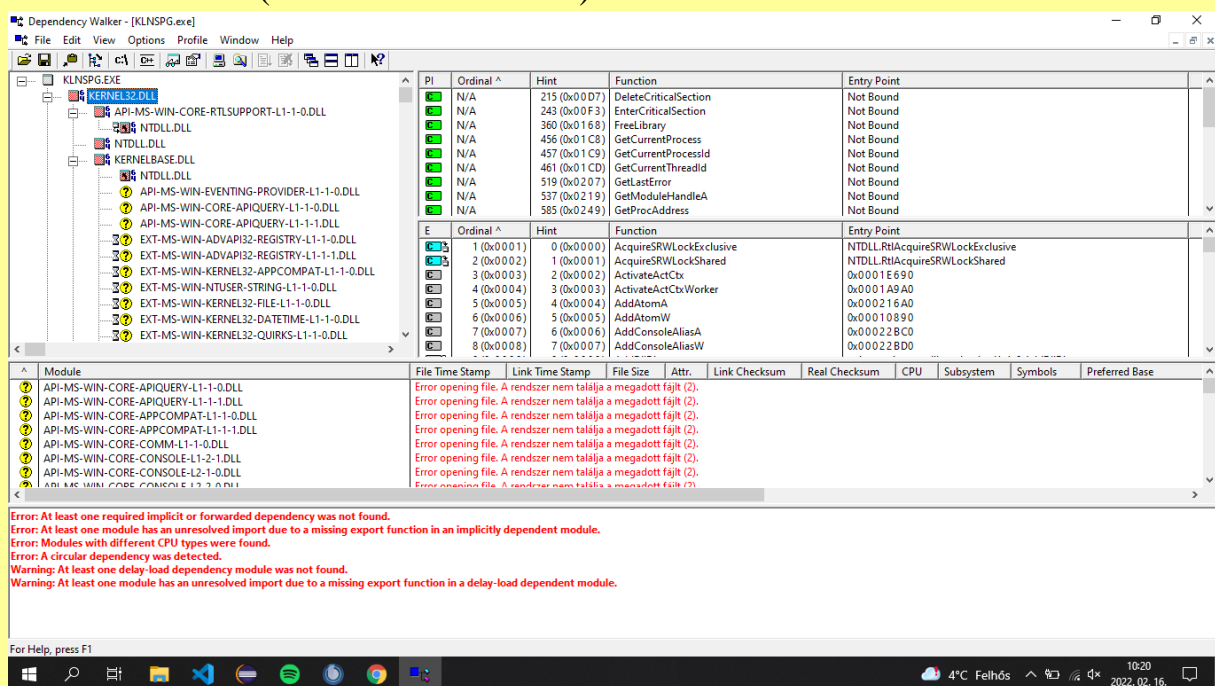 Dependency Walker - [KLNSPG.exe]
File Edit View Options Profile Window Help
KLNSPG.EXE
KERNEL32.DLL
API-MS-WIN-CORE-RTLSUPPORT-L1-1-0.DLL
NTDLL.DLL
NTDLL.DLL
KERNELBASE.DLL
NTDLL.DLL
API-MS-WIN-EVENTING-PROVIDER-L1-1-0.DLL
API-MS-WIN-CORE-APIQUERY-L1-1-0.DLL
API-MS-WIN-CORE-APIQUERY-L1-1-1.DLL
EXT-MS-WIN-ADVAPI32-REGISTRY-L1-1-0.DLL
EXT-MS-WIN-ADVAPI32-REGISTRY-L1-1-1.DLL
EXT-MS-WIN-KERNEL32-APPCOMPAT-L1-1-0.DLL
EXT-MS-WIN-NTUSER-STRING-L1-1-0.DLL
EXT-MS-WIN-KERNEL32-FILE-L1-1-0.DLL
EXT-MS-WIN-KERNEL32-DATETIME-L1-1-0.DLL
EXT-MS-WIN-KERNEL32-QUIRKS-L1-1-0.DLL
PI Ordinal ^ Hint Function Entry Point
C N/A 215 (0x00D7) DeleteCriticalSection Not Bound
C N/A 243 (0x00F3) EnterCriticalSection Not Bound
C N/A 360 (0x0168) FreeLibrary Not Bound
C N/A 456 (0x01C8) GetCurrentProcess Not Bound
C N/A 457 (0x01C9) GetCurrentProcessId Not Bound
C N/A 461 (0x01CD) GetCurrentThreadId Not Bound
C N/A 519 (0x0207) GetLastError Not Bound
C N/A 537 (0x0219) GetModuleHandleA Not Bound
C N/A 585 (0x0249) GetProcAddress Not Bound
E Ordinal ^ Hint Function Entry Point
C 1 (0x0001) 0 (0x0000) AcquireSRWLockExclusive NTDLL.RtlAcquireSRWLockExclusive
C 2 (0x0002) 1 (0x0001) AcquireSRWLockShared NTDLL.RtlAcquireSRWLockShared
C 3 (0x0003) 2 (0x0002) ActivateActCtx 0x0001E690
C 4 (0x0004) 3 (0x0003) ActivateActCtxWorker 0x0001A9A0
C 5 (0x0005) 4 (0x0004) AddAtomA 0x000216A0
C 6 (0x0006) 5 (0x0005) AddAtomW 0x00010890
C 7 (0x0007) 6 (0x0006) AddConsoleAliasA 0x00022BC0
C 8 (0x0008) 7 (0x0007) AddConsoleAliasW 0x00022BD0
^ Module File Time Stamp Link Time Stamp File Size Attr. Link Checksum Real Checksum CPU Subsystem Symbols Preferred Base
API-MS-WIN-CORE-APIQUERY-L1-1-0.DLL Error opening file. A rendszer nem találja a megadott fájlt (2).
API-MS-WIN-CORE-APIQUERY-L1-1-1.DLL Error opening file. A rendszer nem találja a megadott fájlt (2).
API-MS-WIN-CORE-APPCOMPAT-L1-1-0.DLL Error opening file. A rendszer nem találja a megadott fájlt (2).
API-MS-WIN-CORE-APPCOMPAT-L1-1-1.DLL Error opening file. A rendszer nem találja a megadott fájlt (2).
API-MS-WIN-CORE-COMM-L1-1-0.DLL Error opening file. A rendszer nem találja a megadott fájlt (2).
API-MS-WIN-CORE-CONSOLE-L1-2-1.DLL Error opening file. A rendszer nem találja a megadott fájlt (2).
API-MS-WIN-CORE-CONSOLE-L2-1-0.DLL Error opening file. A rendszer nem találja a megadott fájlt (2).
API-MS-WIN-CORE-CONSOLE-L2-2-0.DLL Error opening file. A rendszer nem találja a megadott fájlt (2).
Error: At least one required implicit or forwarded dependency was not found.
Error: At least one module has an unresolved import due to a missing export function in an implicitly dependent module.
Error: Modules with different CPU types were found.
Error: A circular dependency was detected.
Warning: At least one delay-load dependency module was not found.
Warning: At least one module has an unresolved import due to a missing export function in a delay-load dependent module.
For Help, press F1
4°C Felhős
10:20
2022. 02. 16.